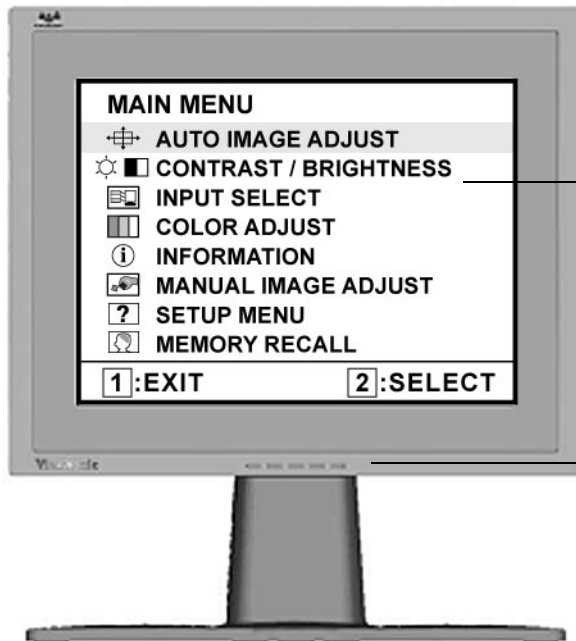 MAIN MENU
AUTO IMAGE ADJUST
CONTRAST / BRIGHTNESS
INPUT SELECT
COLOR ADJUST
INFORMATION
MANUAL IMAGE ADJUST
? SETUP MENU
MEMORY RECALL
1:EXIT 2:SELECT